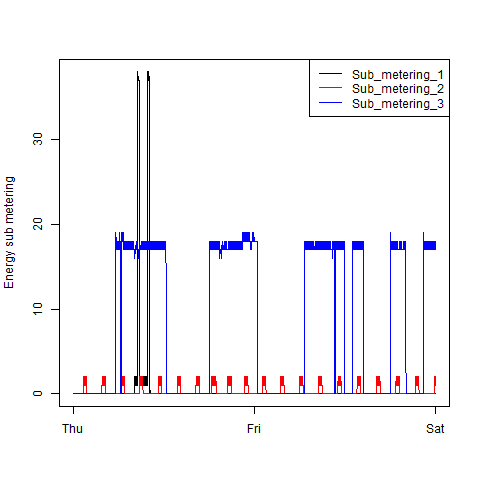 Sub_metering_1
Sub_metering_2
Sub_metering_3
Energy sub metering
30
20
10
0
Thu Fri Sat